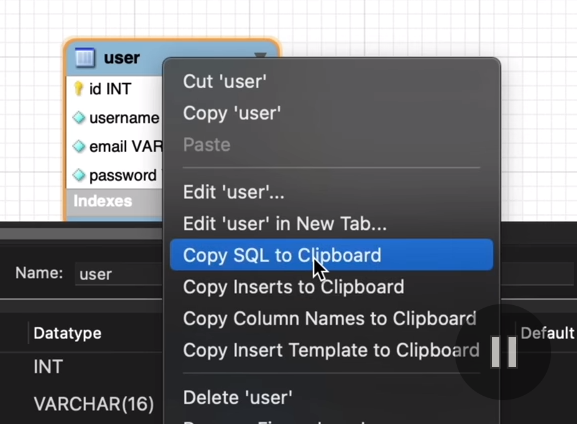 user
id INT
username
email VAR
password
Indexes
Cut 'user'
Copy 'user'
Paste
Edit 'user'...
Edit 'user' in New Tab...
Copy SQL to Clipboard
Copy Inserts to Clipboard
Copy Column Names to Clipboard
Copy Insert Template to Clipboard
Delete 'user'
Name: user
Datatype Default
INT
VARCHAR(16)